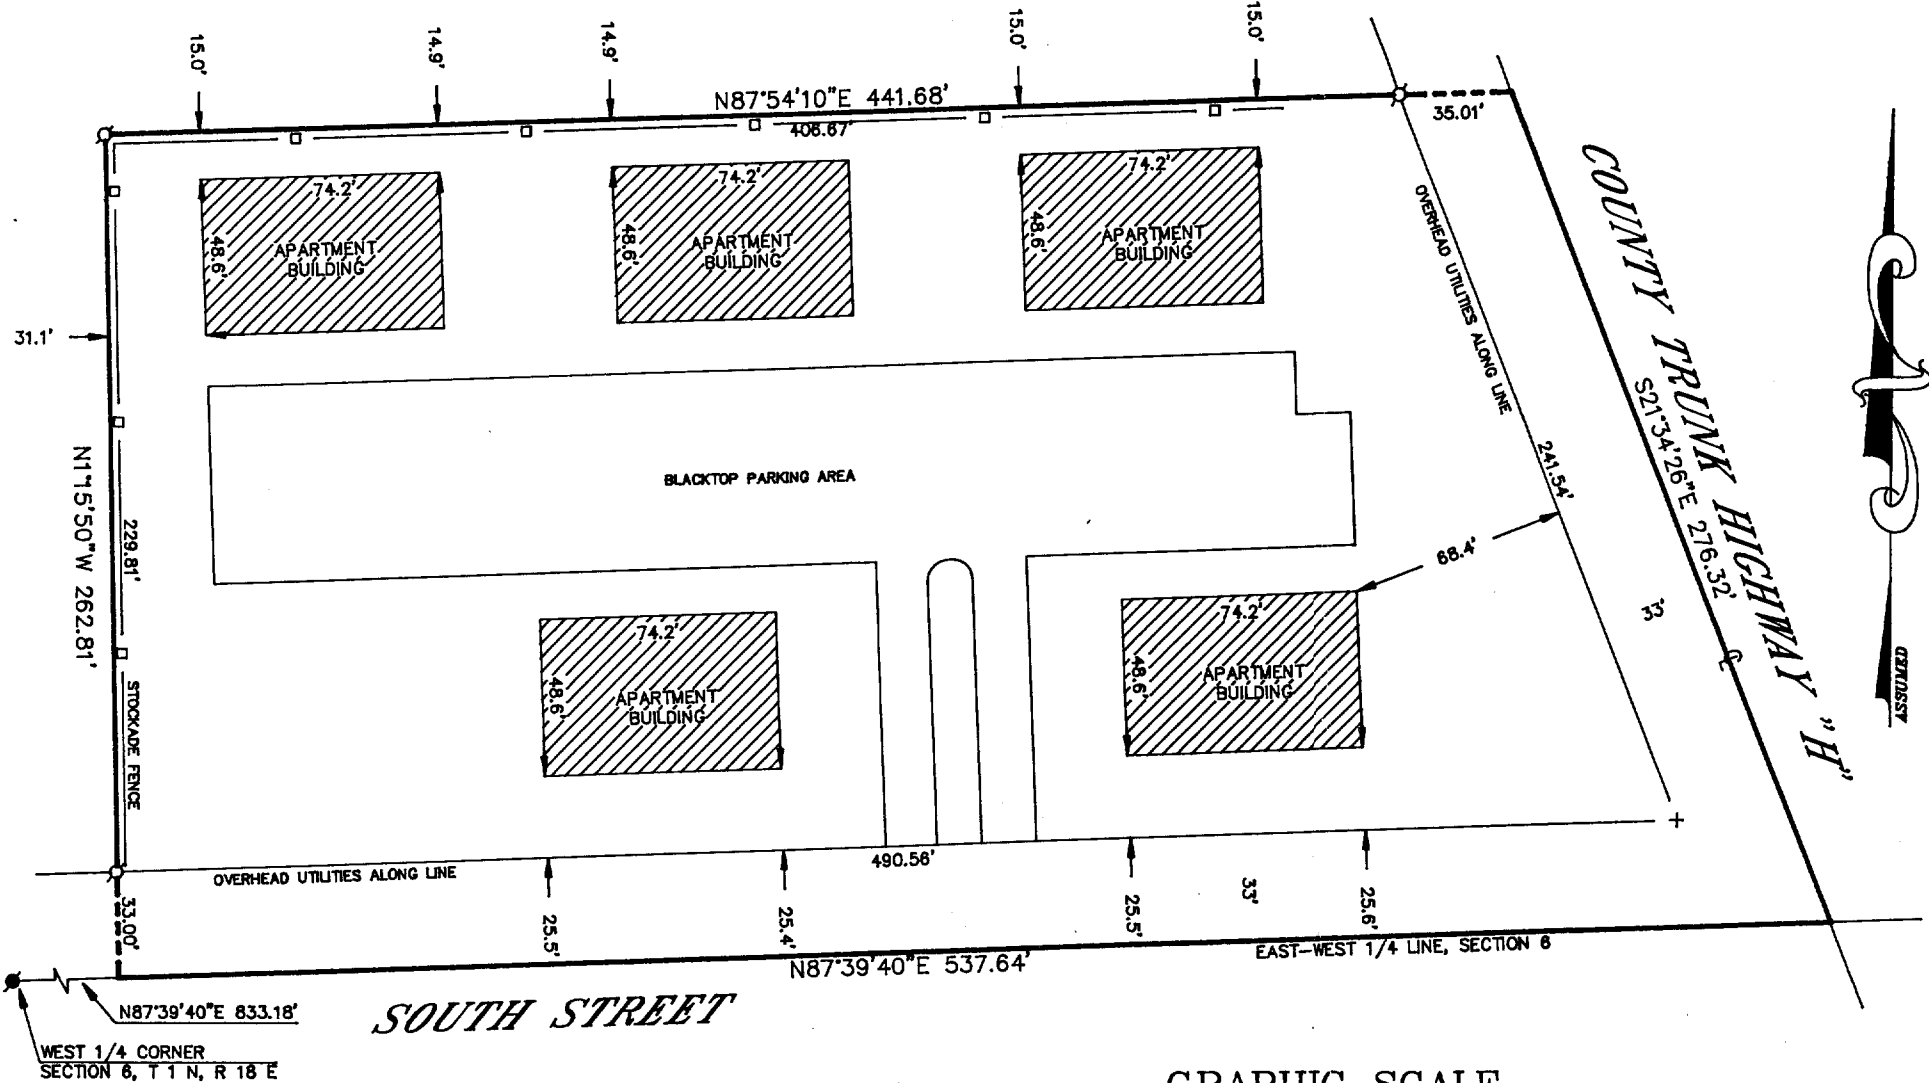 15.0'
14.9'
14.9'
15.0'
15.0'
N87°54'10"E 441.68'
406.67'
35.01'
74.2'
48.6'
APARTMENT
BUILDING
74.2'
48.6'
APARTMENT
BUILDING
74.2'
48.6'
APARTMENT
BUILDING
OVERHEAD UTILITIES ALONG LINE
COUNTY TRUNK HIGHWAY "H"
S21°34'26"E 276.32'
31.1'
BLACKTOP PARKING AREA
241.54'
68.4'
33'
N1°15'50"W 262.81'
229.81'
STOCKADE FENCE
74.2'
48.6'
APARTMENT
BUILDING
74.2'
48.6'
APARTMENT
BUILDING
ASSUMED
OVERHEAD UTILITIES ALONG LINE
490.56'
33.00'
25.5'
25.4'
25.5'
33'
25.6'
N87°39'40"E 537.64'
EAST-WEST 1/4 LINE, SECTION 6
N87°39'40"E 833.18'
SOUTH STREET
WEST 1/4 CORNER
SECTION 6, T 1 N, R 18 E
GRAPHIC SCALE